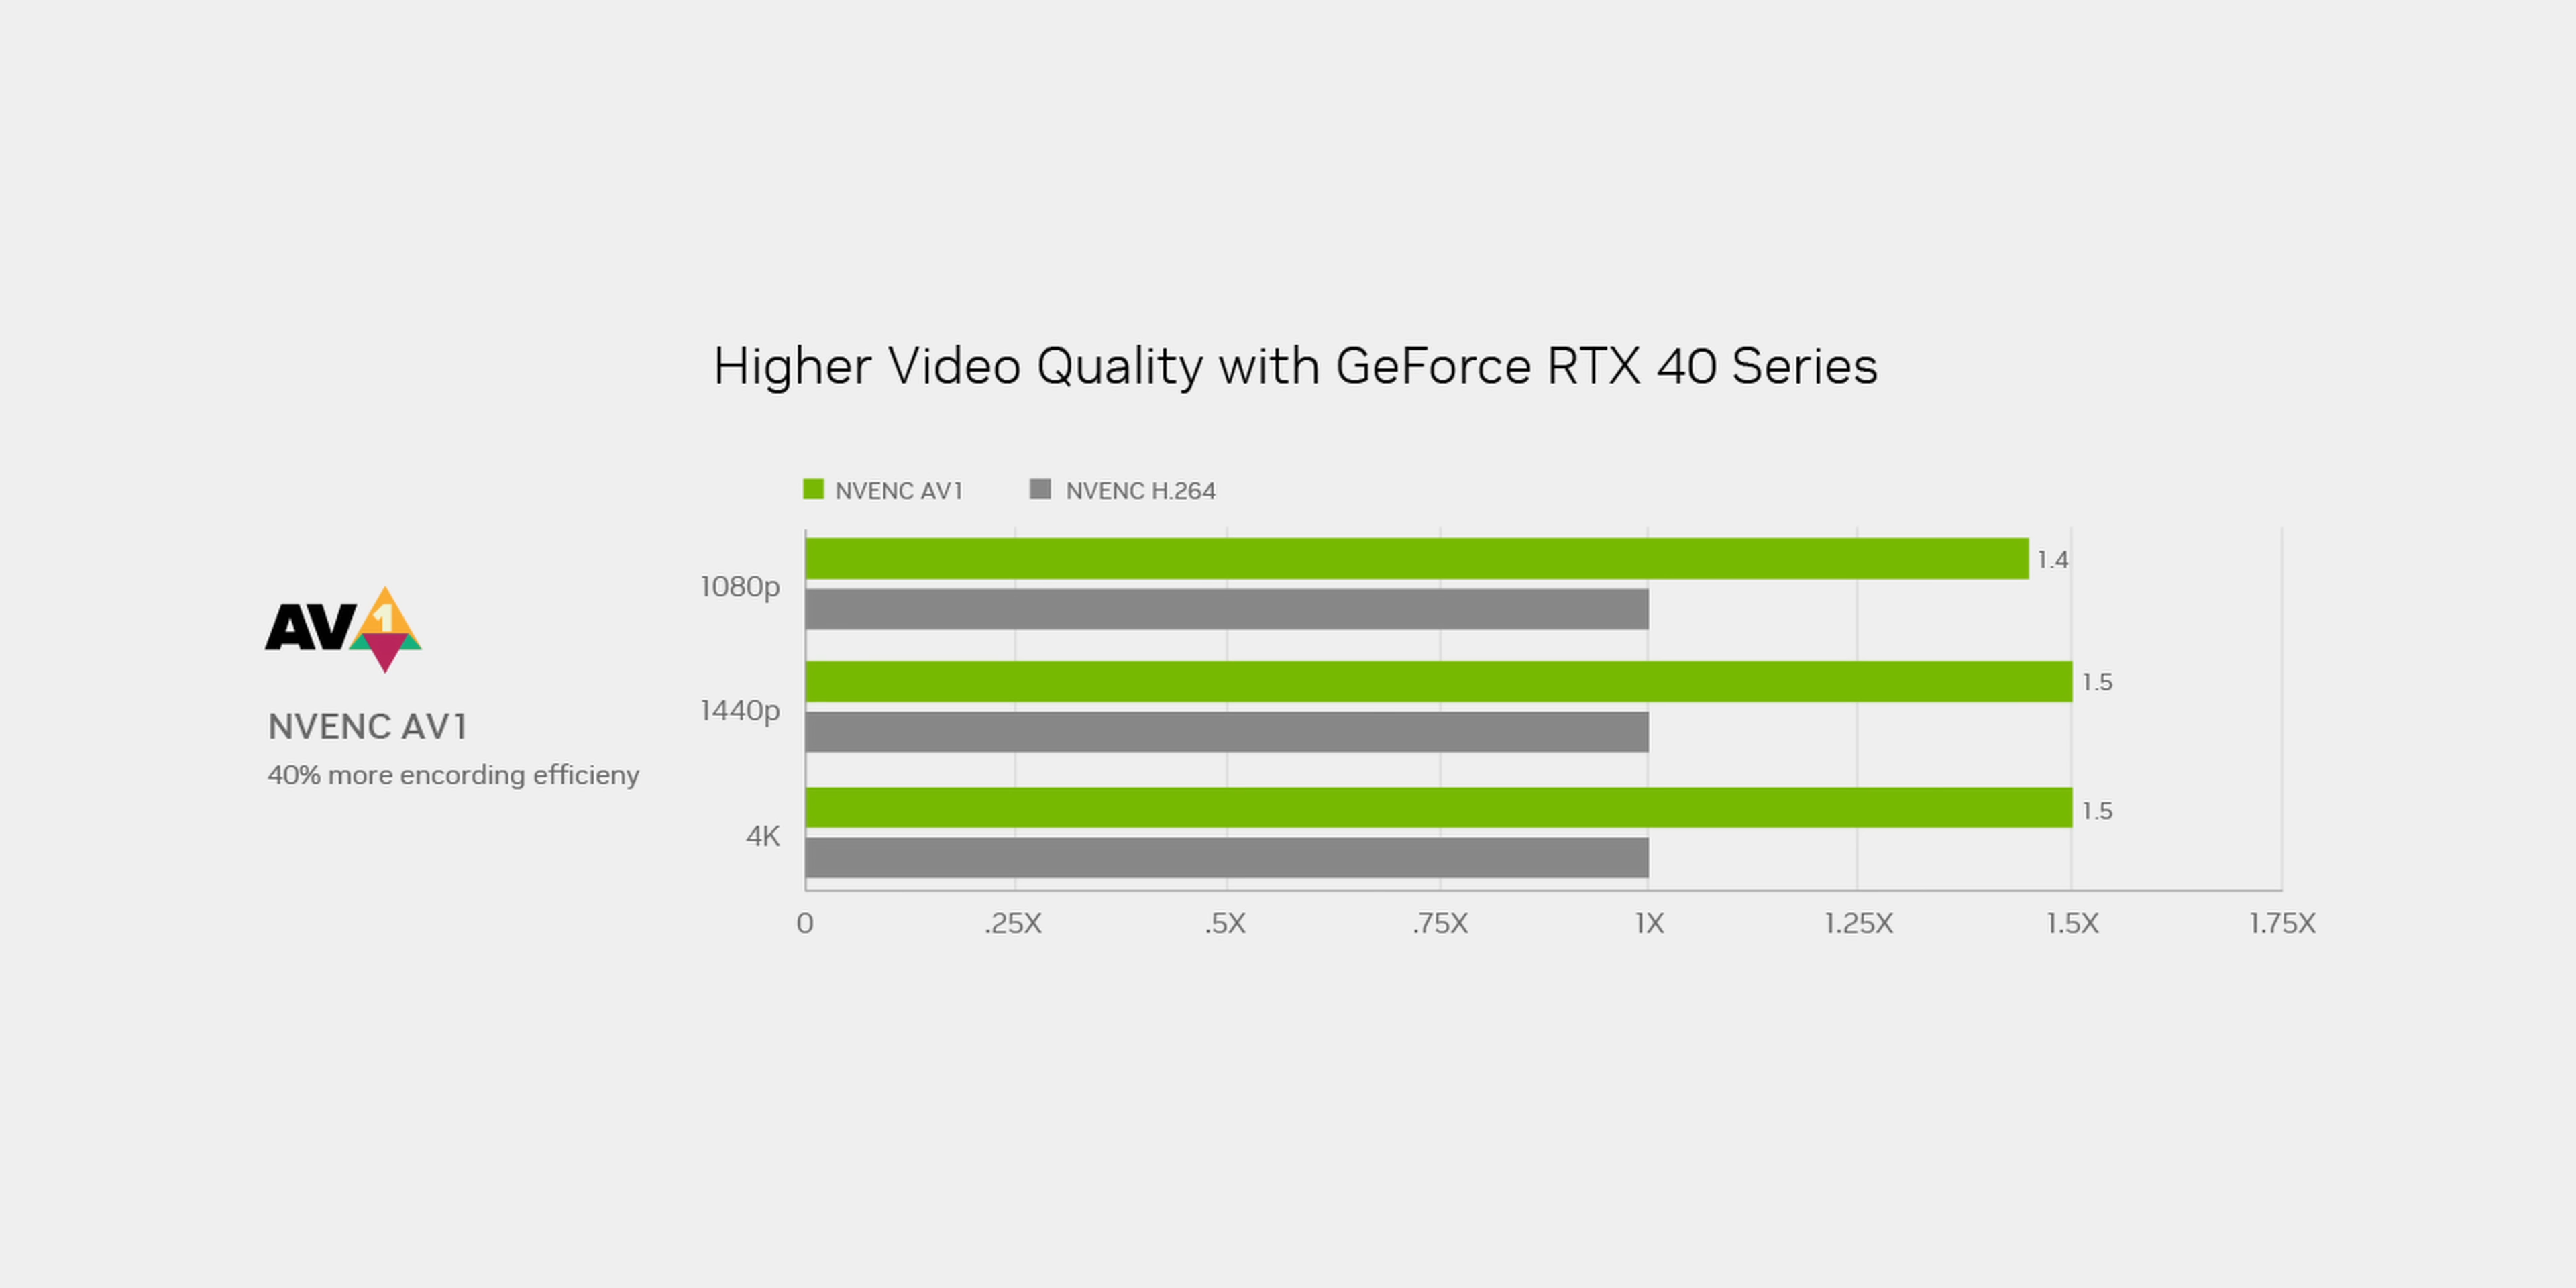 Higher Video Quality with GeForce RTX 40 Series
NVENC AV1
NVENC H.264
AV1
NVENC AV1
40% more encording efficieny
1080p
1.4
1440p
1.5
4K
1.5
0 .25X .5X .75X 1X 1.25X 1.5X 1.75X